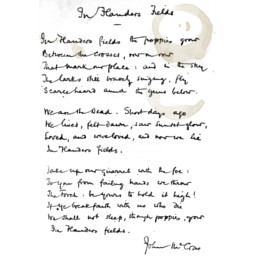 In Flanders Fields
In Flanders fields the poppies grow
Between the crosses, row on row
That mark our place: and in the sky
The larks still bravely singing, fly
Scarce heard amid the guns below.
We are the Dead. Short days ago
We lived, felt dawn, saw sunset glow,
Loved, and were loved, and now we lie
In Flanders fields.
Take up our quarrel with the foe:
To you from failing hands we throw
The torch: be yours to hold it high!
If ye break faith with us who die
We shall not sleep, though poppies grow
In Flanders fields.
John McCrae